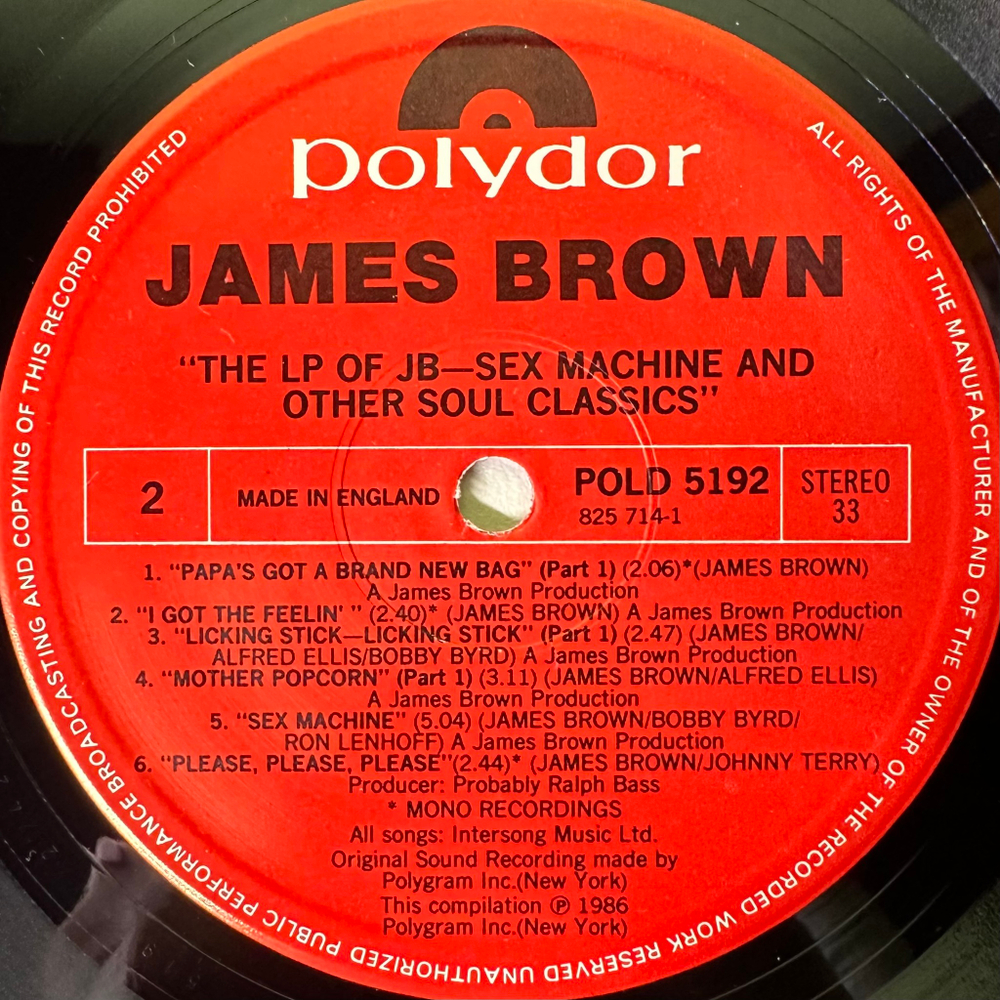 polydor
JAMES BROWN
"THE LP OF JB—SEX MACHINE AND
OTHER SOUL CLASSICS"
2
MADE IN ENGLAND
POLD 5192
825 714-1
STEREO
33
1. "PAPA'S GOT A BRAND NEW BAG" (Part 1) (2.06)*(JAMES BROWN)
A James Brown Production
2. "I GOT THE FEELIN' " (2.40)* (JAMES BROWN) A James Brown Production
3. "LICKING STICK—LICKING STICK" (Part 1) (2.47) (JAMES BROWN/
ALFRED ELLIS/BOBBY BYRD) A James Brown Production
4. "MOTHER POPCORN" (Part 1) (3.11) (JAMES BROWN/ALFRED ELLIS)
A James Brown Production
5. "SEX MACHINE" (5.04) (JAMES BROWN/BOBBY BYRD/
RON LENHOFF) A James Brown Production
6. "PLEASE, PLEASE, PLEASE"(2.44)* (JAMES BROWN/JOHNNY TERRY)
Producer: Probably Ralph Bass
* MONO RECORDINGS
All songs: Intersong Music Ltd.
Original Sound Recording made by
Polygram Inc.(New York)
This compilation ℗ 1986
Polygram Inc.(New York)
ALL RIGHTS OF THE MANUFACTURER AND OF THE OWNER OF THE RECORDED WORK RESERVED UNAUTHORIZED PUBLIC PERFORMANCE BROADCASTING AND COPYING OF THIS RECORD PROHIBITED